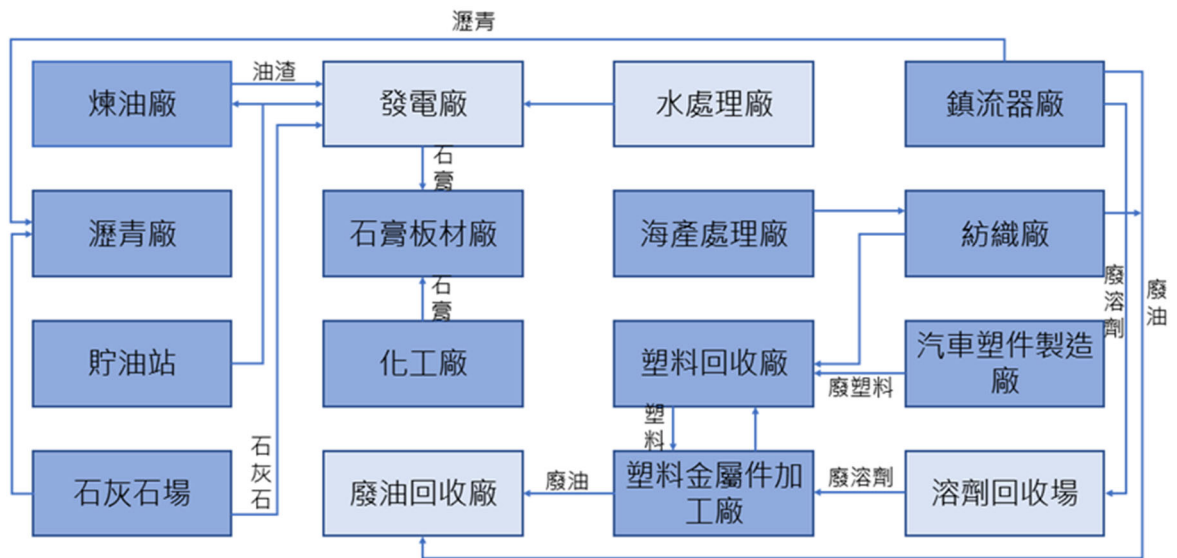 瀝青
煉油廠
油渣
發電廠
水處理廠
鎮流器廠
石膏
瀝青廠
石膏板材廠
海產處理廠
紡織廠
石膏
廢溶劑
廢油
貯油站
化工廠
塑料回收廠
汽車塑件製造
廠
廢塑料
塑料
石灰石
石灰石場
廢油回收廠
廢油
塑料金屬件加
工廠
廢溶劑
溶劑回收場